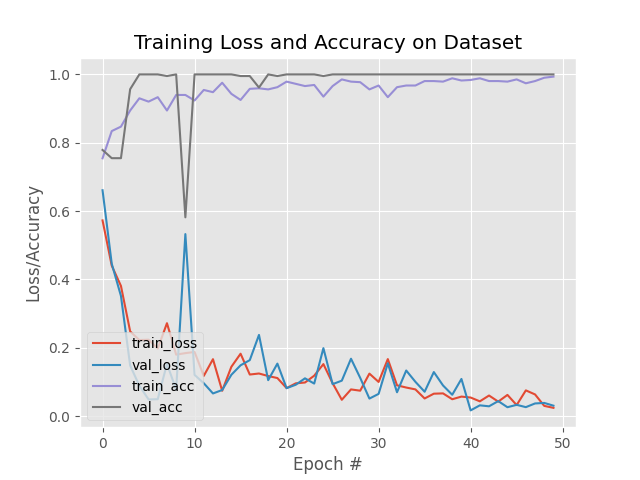 Training Loss and Accuracy on Dataset
Loss/Accuracy
1.0
0.8
0.6
0.4
0.2
0.0
train_loss
val_loss
train_acc
val_acc
0 10 20 30 40 50
Epoch #